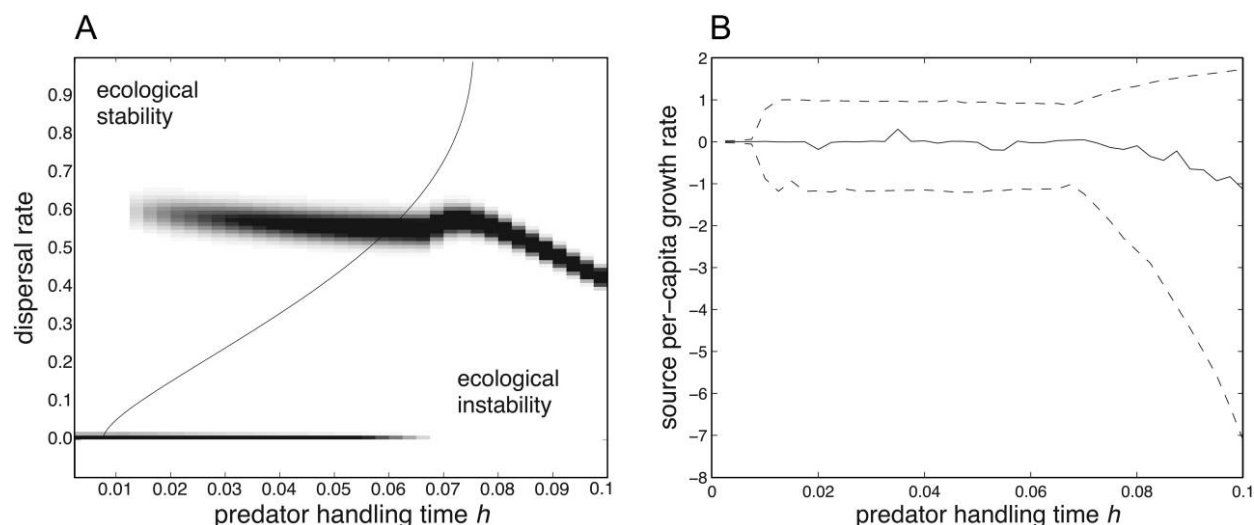 A
ecological
stability
ecological
instability
dispersal rate
0.9
0.8
0.7
0.6
0.5
0.4
0.3
0.2
0.1
0.0
0.01 0.02 0.03 0.04 0.05 0.06 0.07 0.08 0.09 0.1
predator handling time h
B
source per-capita growth rate
2
1
0
−1
−2
−3
−4
−5
−6
−7
−8
0 0.02 0.04 0.06 0.08 0.1
predator handling time h